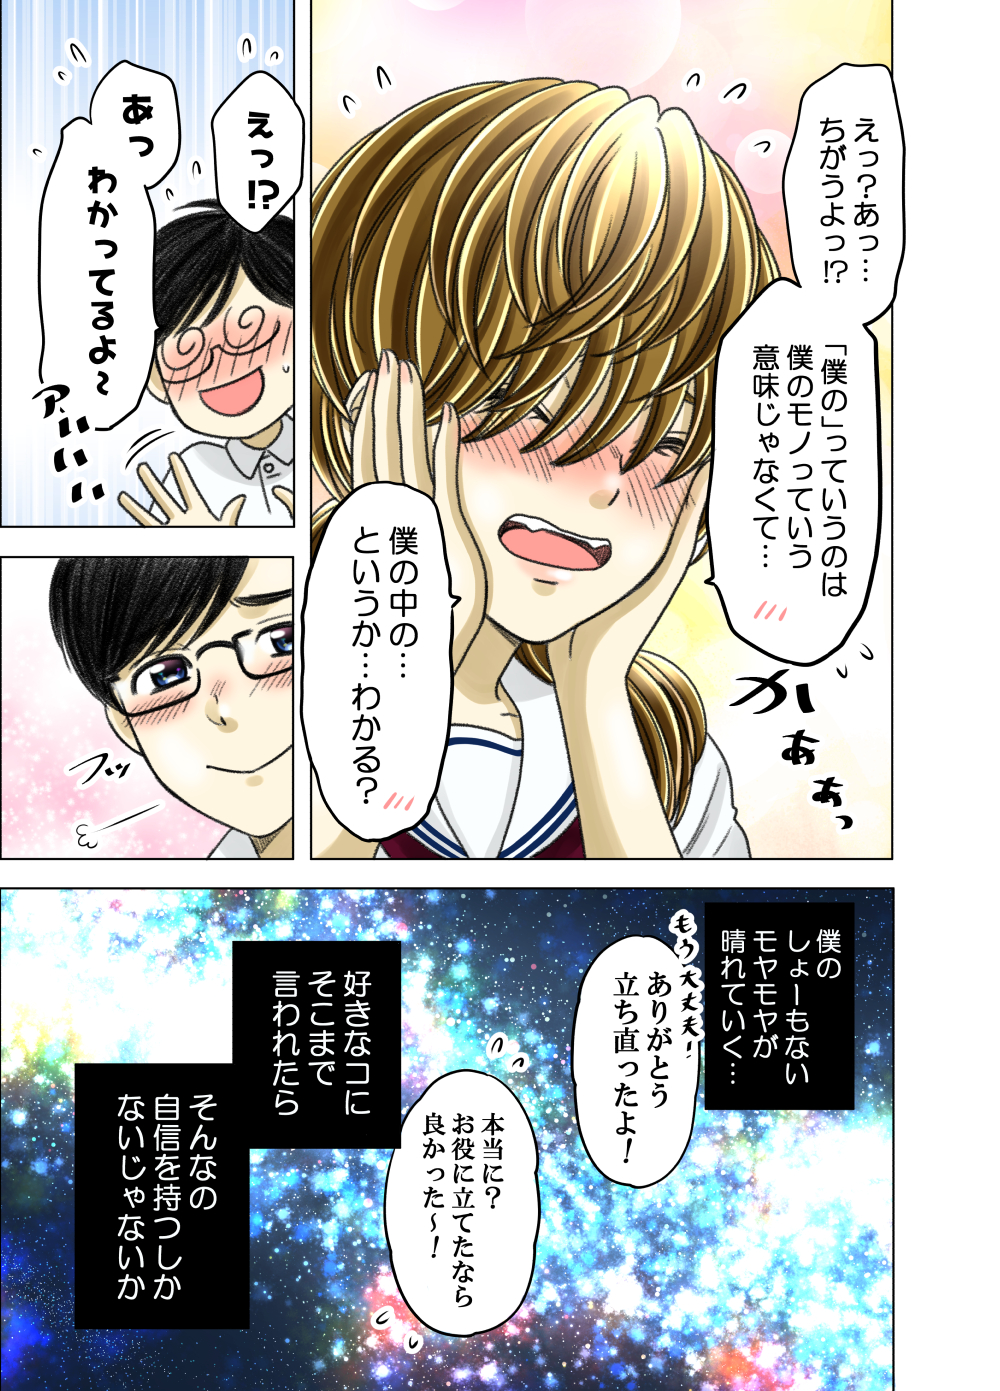 えっ?あっ…
ちがうよっ!?
「僕の」っていうのは
僕のモノっていう
意味じゃなくて…
かぁぁあっ
僕の中の…
というか…わかる?
えっ!?
あっ
わかってるよ~
フッ
僕の
しょーもない
モヤモヤが
晴れていく…
もう大丈夫!
ありがとう
立ち直ったよ!
本当に?
お役に立てたなら
良かった~!
好きなコに
そこまで
言われたら
そんなの
自信を持つしか
ないじゃないか